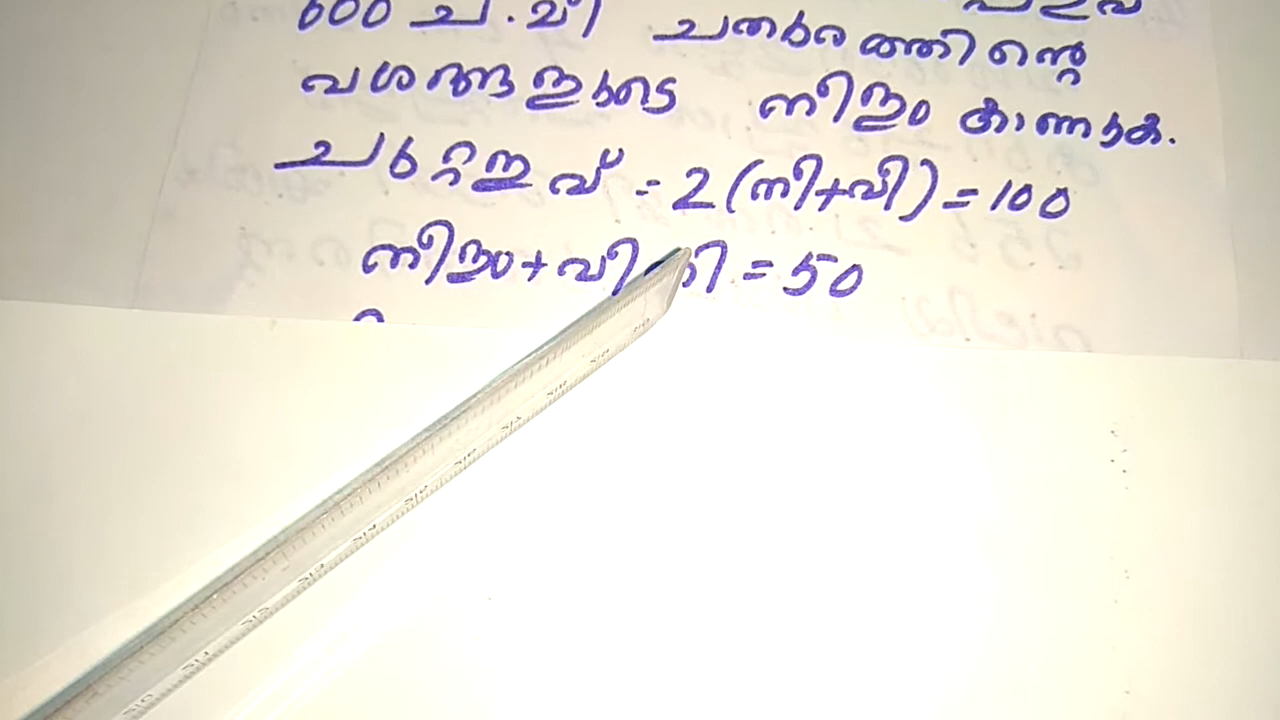 600 ച.മീ ചതുരത്തിന്റെ
വശങ്ങളുടെ നീളം കാണുക.
ചുറ്റളവ് = 2(നീ+വീ) = 100
നീളം + വീതി = 50